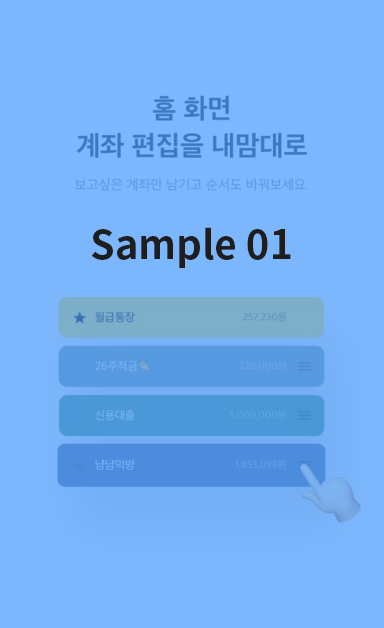 홈 화면
계좌 편집을 내맘대로
보고싶은 계좌만 남기고 순서도 바꿔보세요.
Sample 01
월급통장 257,230원
26주적금 720,000원
신용대출 5,000,000원
냠냠먹방 1,853,098원